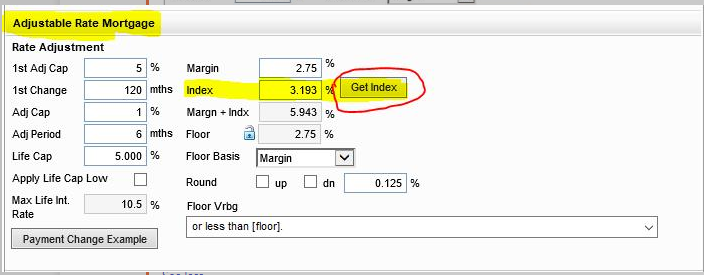 Adjustable Rate Mortgage
Rate Adjustment
1st Adj Cap 5 % Margin 2.75 %
1st Change 120 mths Index 3.193 % Get Index
Adj Cap 1 % Margn + Indx 5.943 %
Adj Period 6 mths Floor 2.75 %
Life Cap 5.000 % Floor Basis Margin
Apply Life Cap Low Round up dn 0.125 %
Max Life Int. Rate 10.5 % Floor Vrbg
or less than [floor].
Payment Change Example